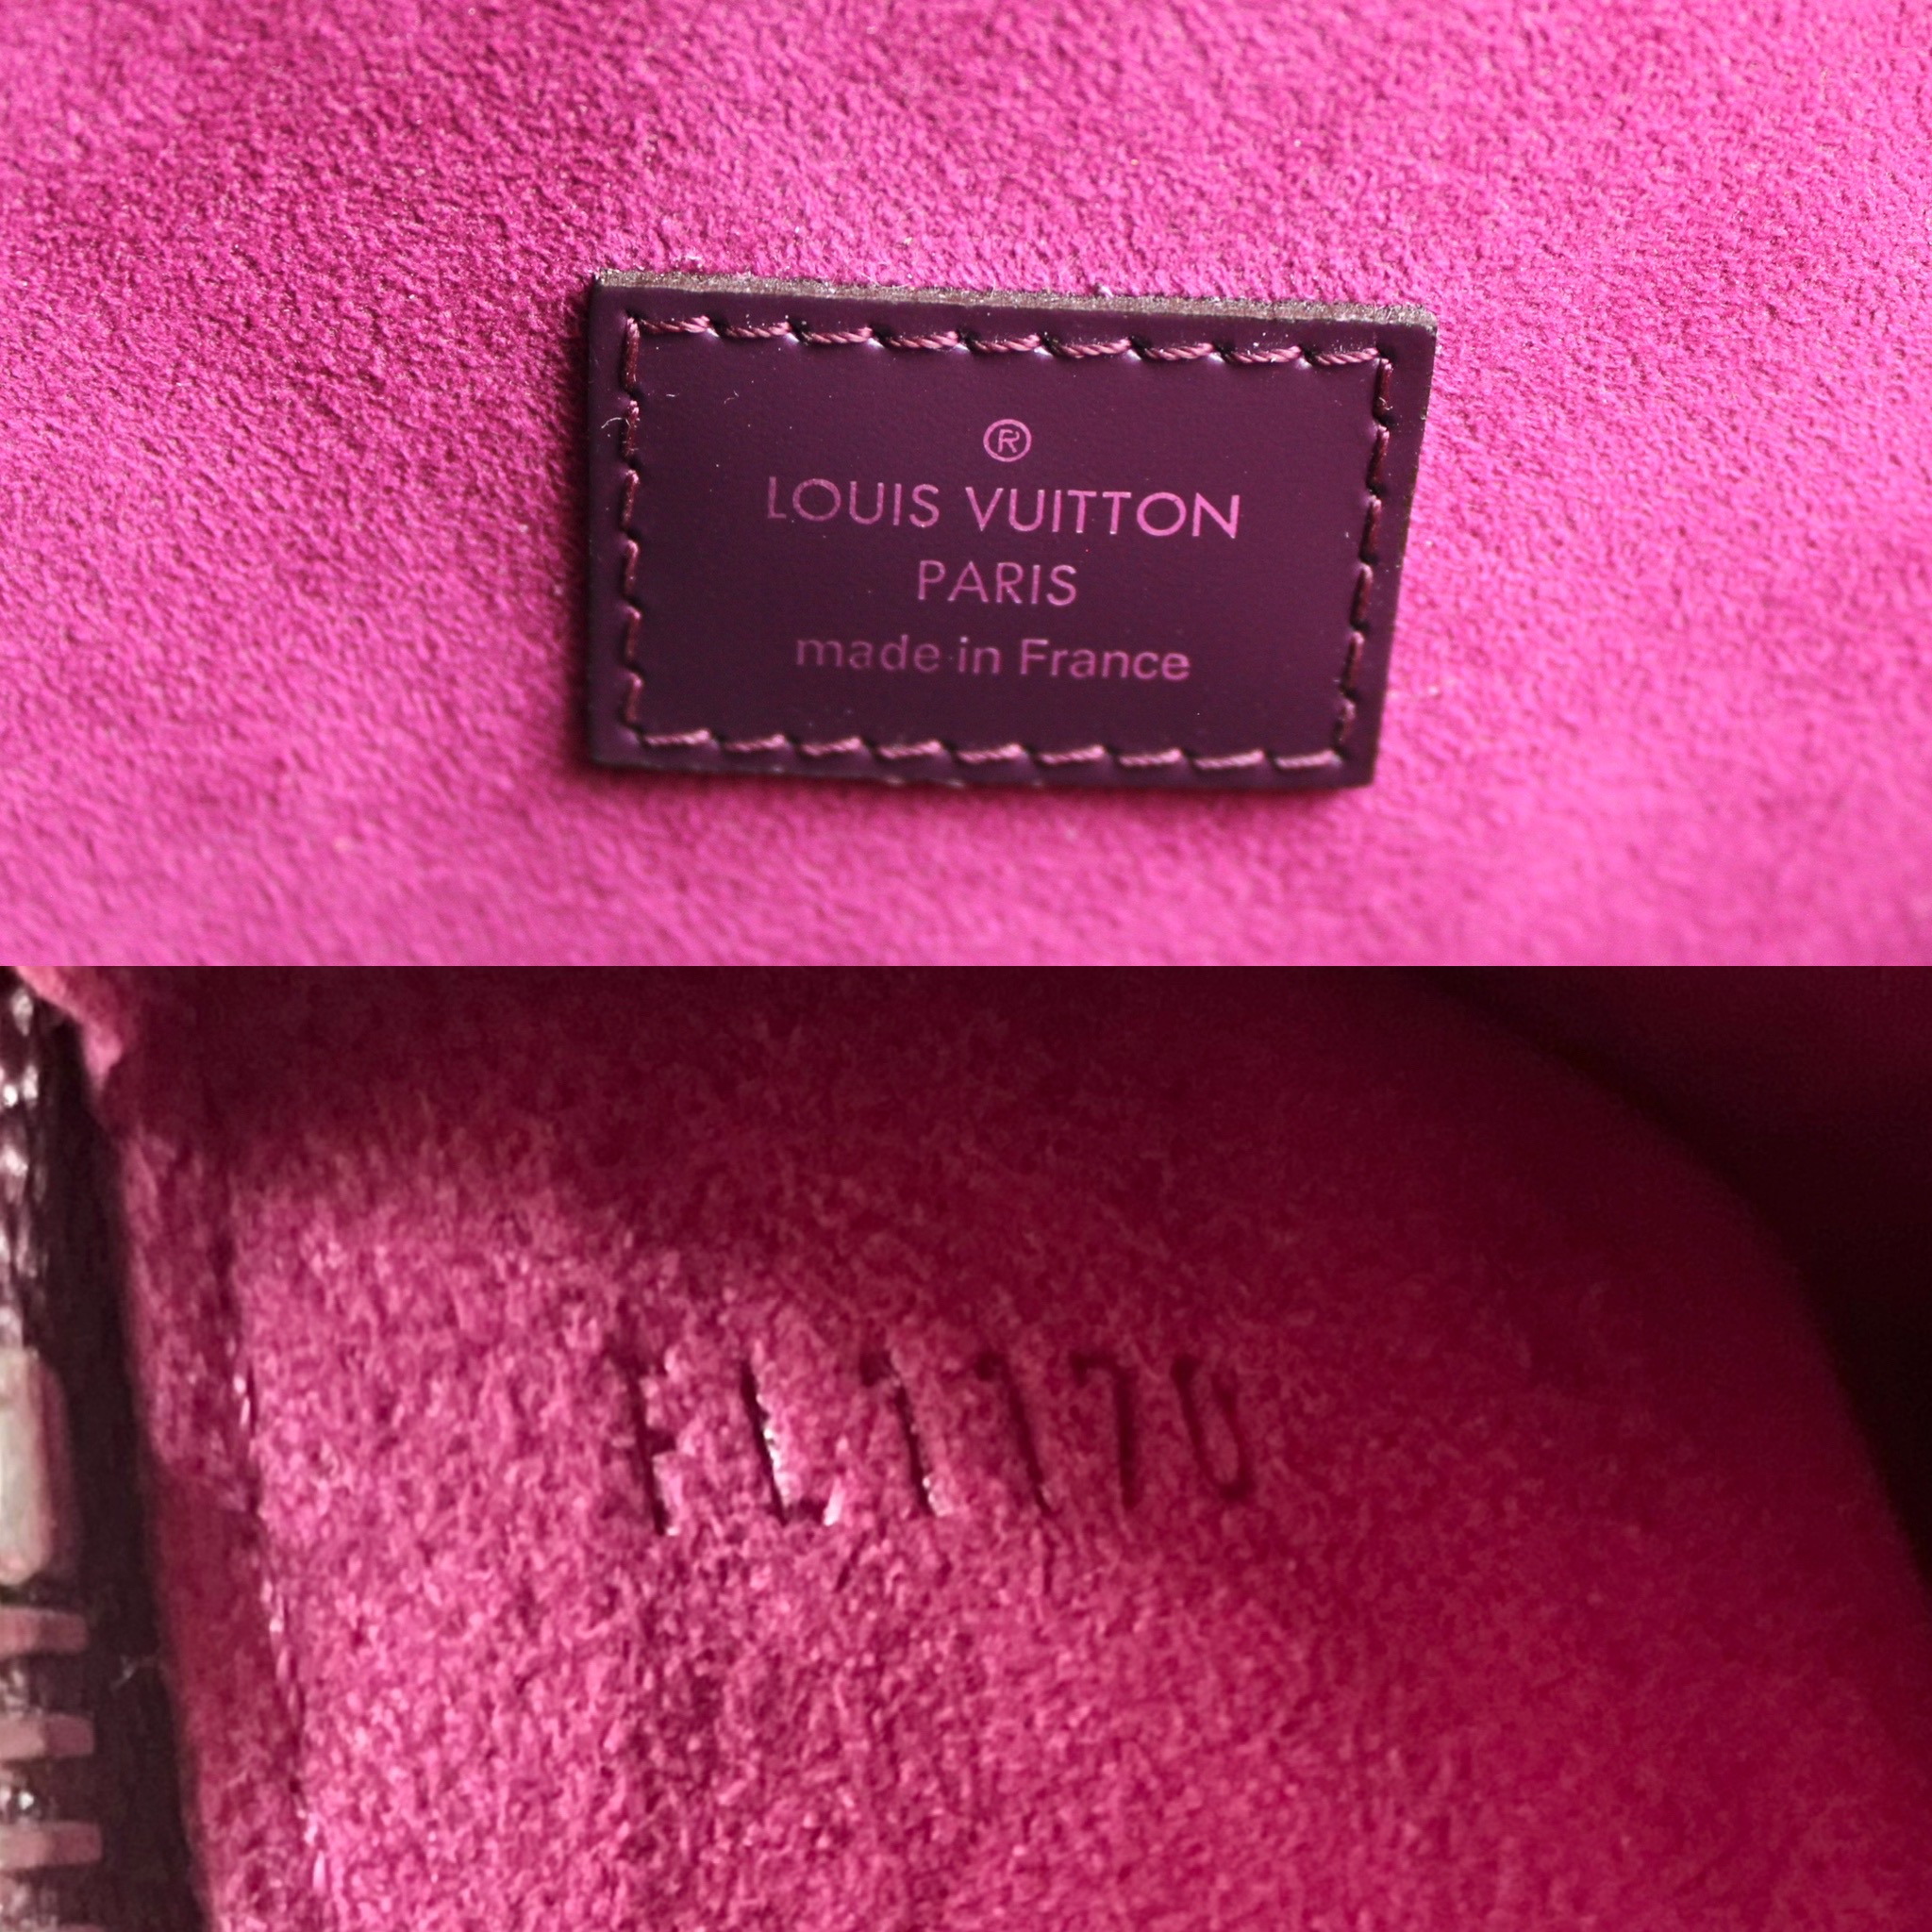 ®
LOUIS VUITTON
PARIS
made in France
FL1170